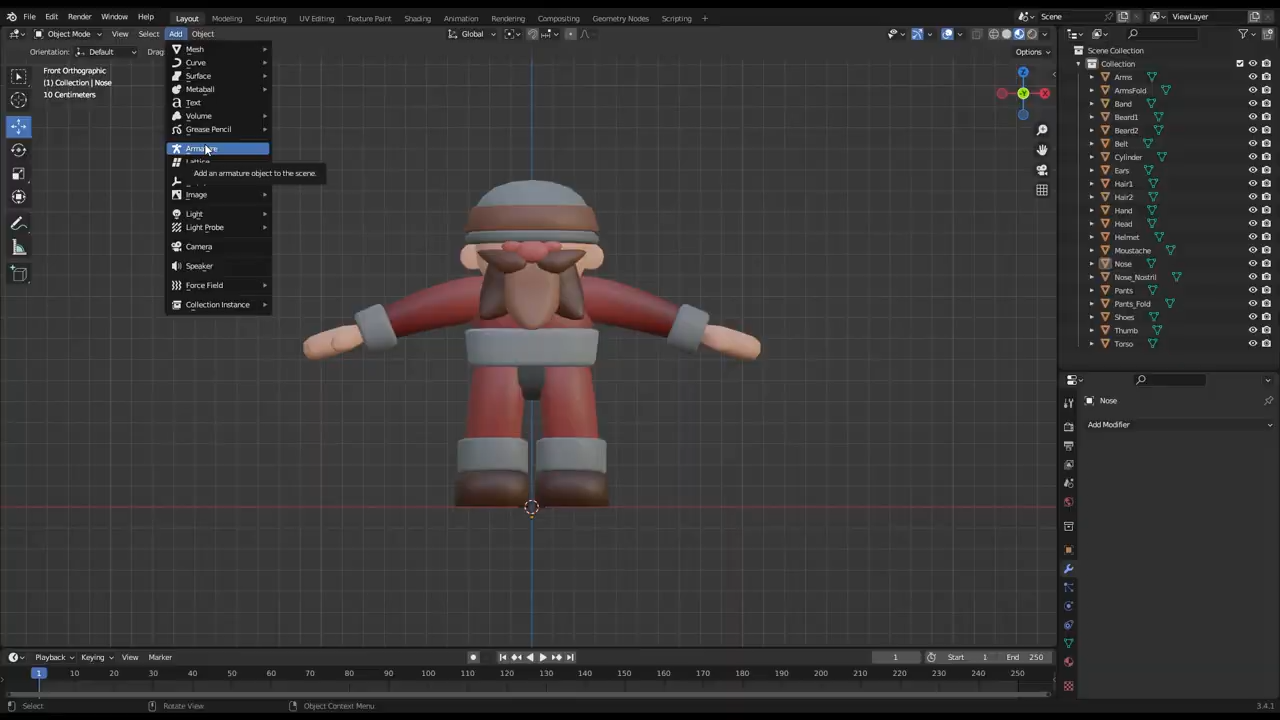 File Edit Render Window Help Layout Modeling Sculpting UV Editing Texture Paint Shading Animation Rendering Compositing Geometry Nodes Scripting + Scene ViewLayer
Object Mode View Select Add Object Global
Orientation: Default Drag Options
Front Orthographic
(1) Collection | Nose
10 Centimeters
Mesh
Curve
Surface
Metaball
Text
Volume
Grease Pencil
Armature
Lattice
Add an armature object to the scene.
Image
Light
Light Probe
Camera
Speaker
Force Field
Collection Instance
Z
Y
X
Scene Collection
Collection
Arms
ArmsFold
Band
Beard1
Beard2
Belt
Cylinder
Ears
Hair1
Hair2
Hand
Head
Helmet
Moustache
Nose
Nose_Nostril
Pants
Pants_Fold
Shoes
Thumb
Torso
Nose
Add Modifier
Playback Keying View Marker 1 Start 1 End 250
1 10 20 30 40 50 60 70 80 90 100 110 120 130 140 150 160 170 180 190 200 210 220 230 240 250
Select Rotate View Object Context Menu 3.4.1